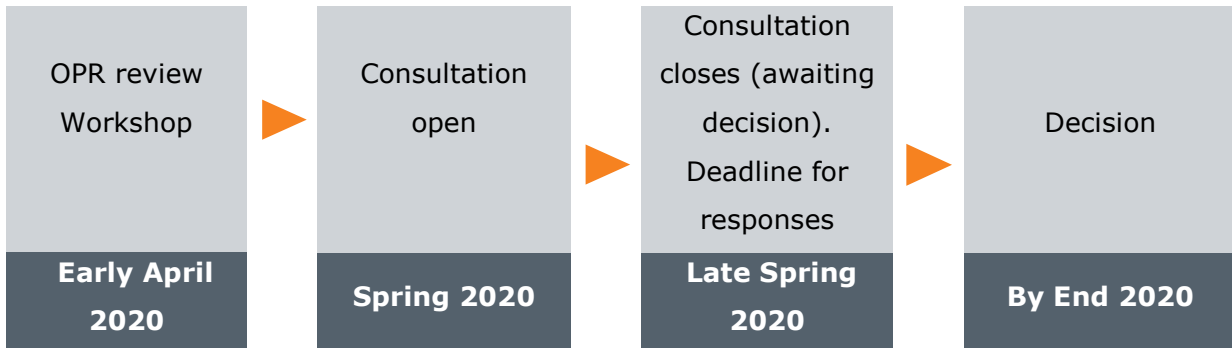 OPR review
Workshop
Early April
2020
Consultation
open
Spring 2020
Consultation
closes (awaiting
decision).
Deadline for
responses
Late Spring
2020
Decision
By End 2020